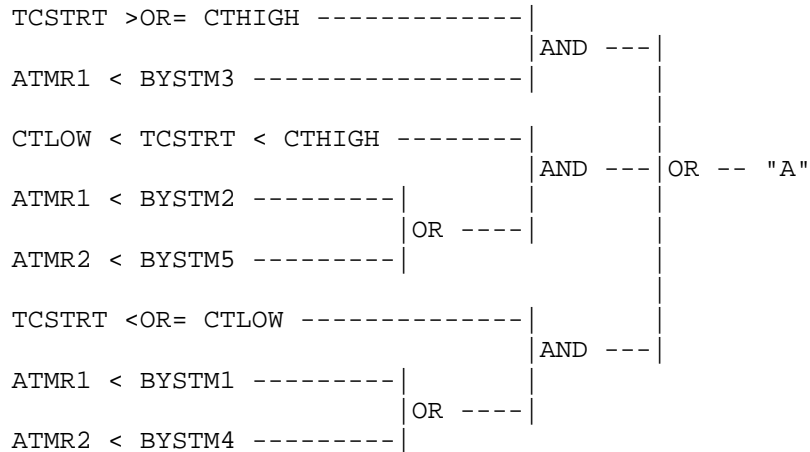 TCSTRT >OR= CTHIGH -------------|
|AND ---|
ATMR1 < BYSTM3 -----------------| |
|
CTLOW < TCSTRT < CTHIGH --------| |
|AND ---|OR -- "A"
ATMR1 < BYSTM2 ---------| | |
|OR ----| |
ATMR2 < BYSTM5 ---------| |
|
TCSTRT <OR= CTLOW --------------| |
|AND ---|
ATMR1 < BYSTM1 ---------| |
|OR ----|
ATMR2 < BYSTM4 ---------|